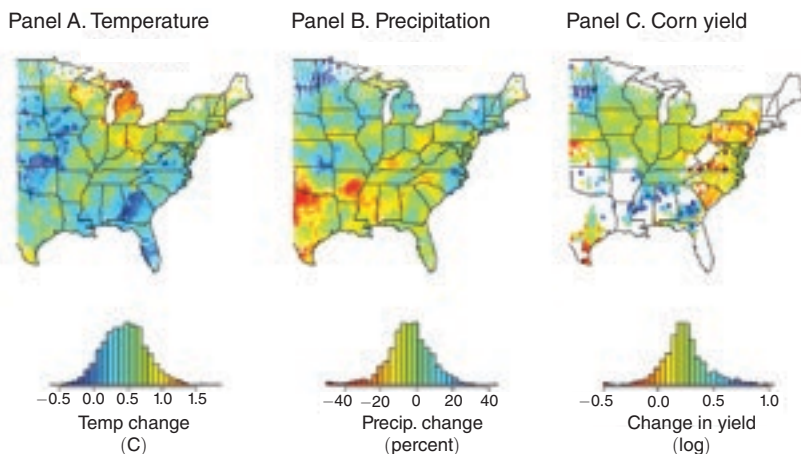 Panel A. Temperature
Panel B. Precipitation
Panel C. Corn yield
−0.5 0.0 0.5 1.0 1.5
Temp change
(C)
−40 −20 0 20 40
Precip. change
(percent)
−0.5 0.0 0.5 1.0
Change in yield
(log)